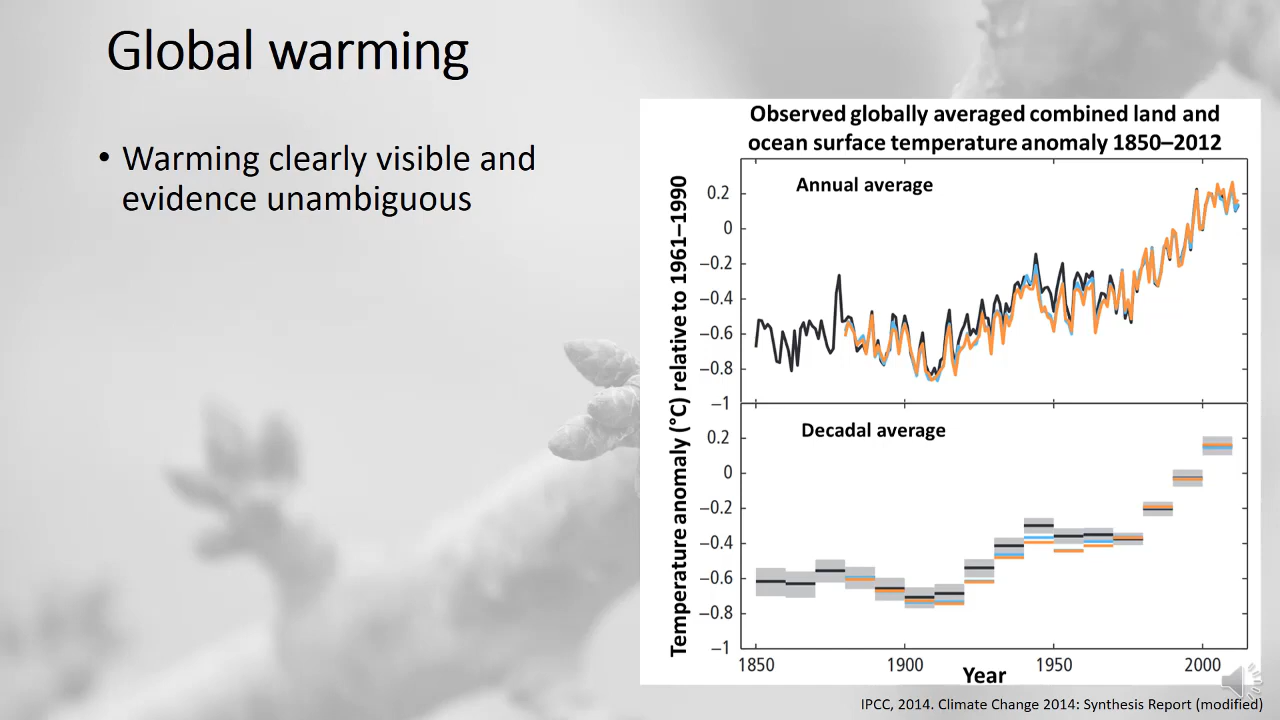 Global warming
• Warming clearly visible and
evidence unambiguous
Observed globally averaged combined land and
ocean surface temperature anomaly 1850–2012
Temperature anomaly (°C) relative to 1961–1990
Annual average
0.2
0
−0.2
−0.4
−0.6
−0.8
−1
Decadal average
0.2
0
−0.2
−0.4
−0.6
−0.8
−1
1850 1900 1950 2000
Year
IPCC, 2014. Climate Change 2014: Synthesis Report (modified)